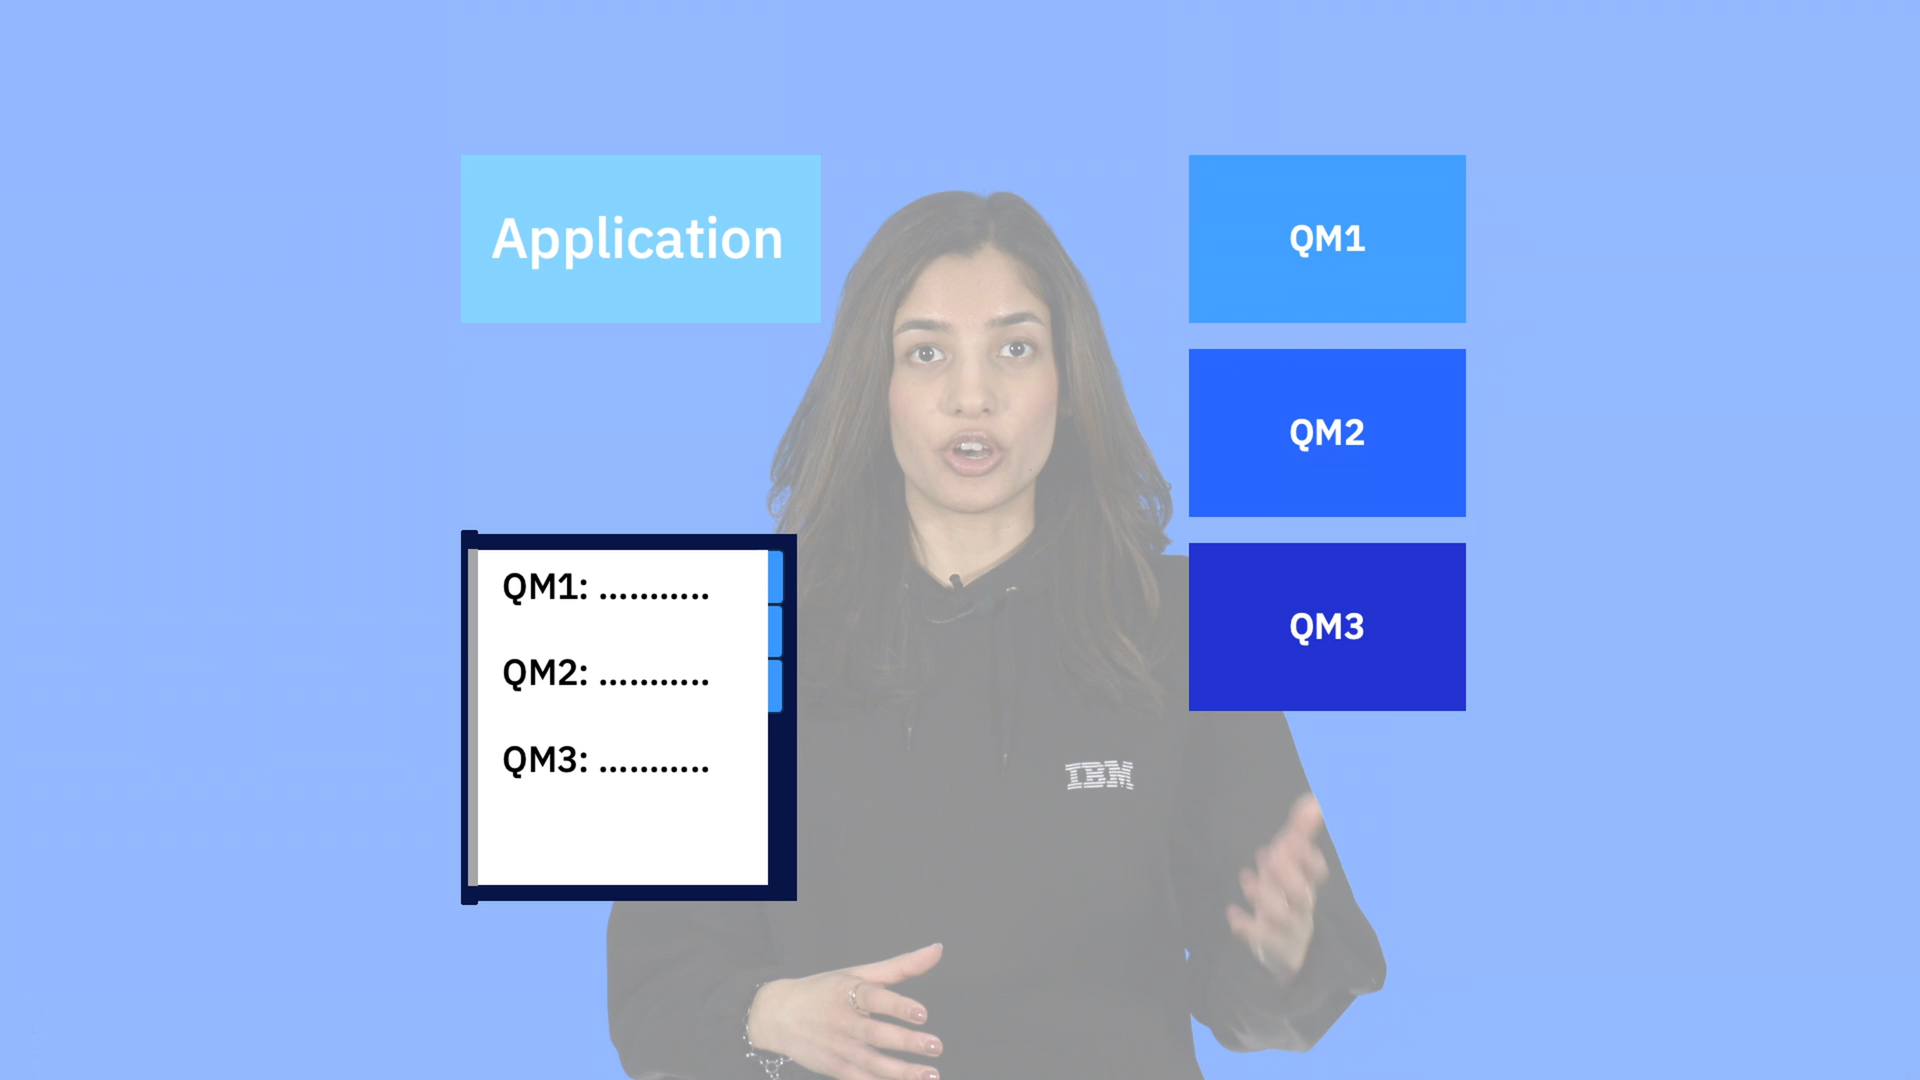 Application
QM1
QM2
QM3
QM1: ...........
QM2: ...........
QM3: ...........
IBM